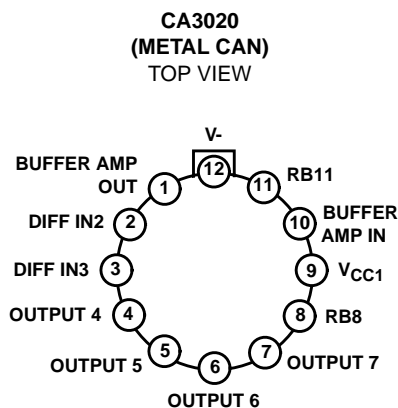 CA3020
(METAL CAN)
TOP VIEW
V-
BUFFER AMP
OUT
12
RB11
1
11
DIFF IN2
2
10
BUFFER
AMP IN
DIFF IN3
3
9
VCC1
OUTPUT 4
4
8
RB8
OUTPUT 5
5
7
OUTPUT 7
6
OUTPUT 6